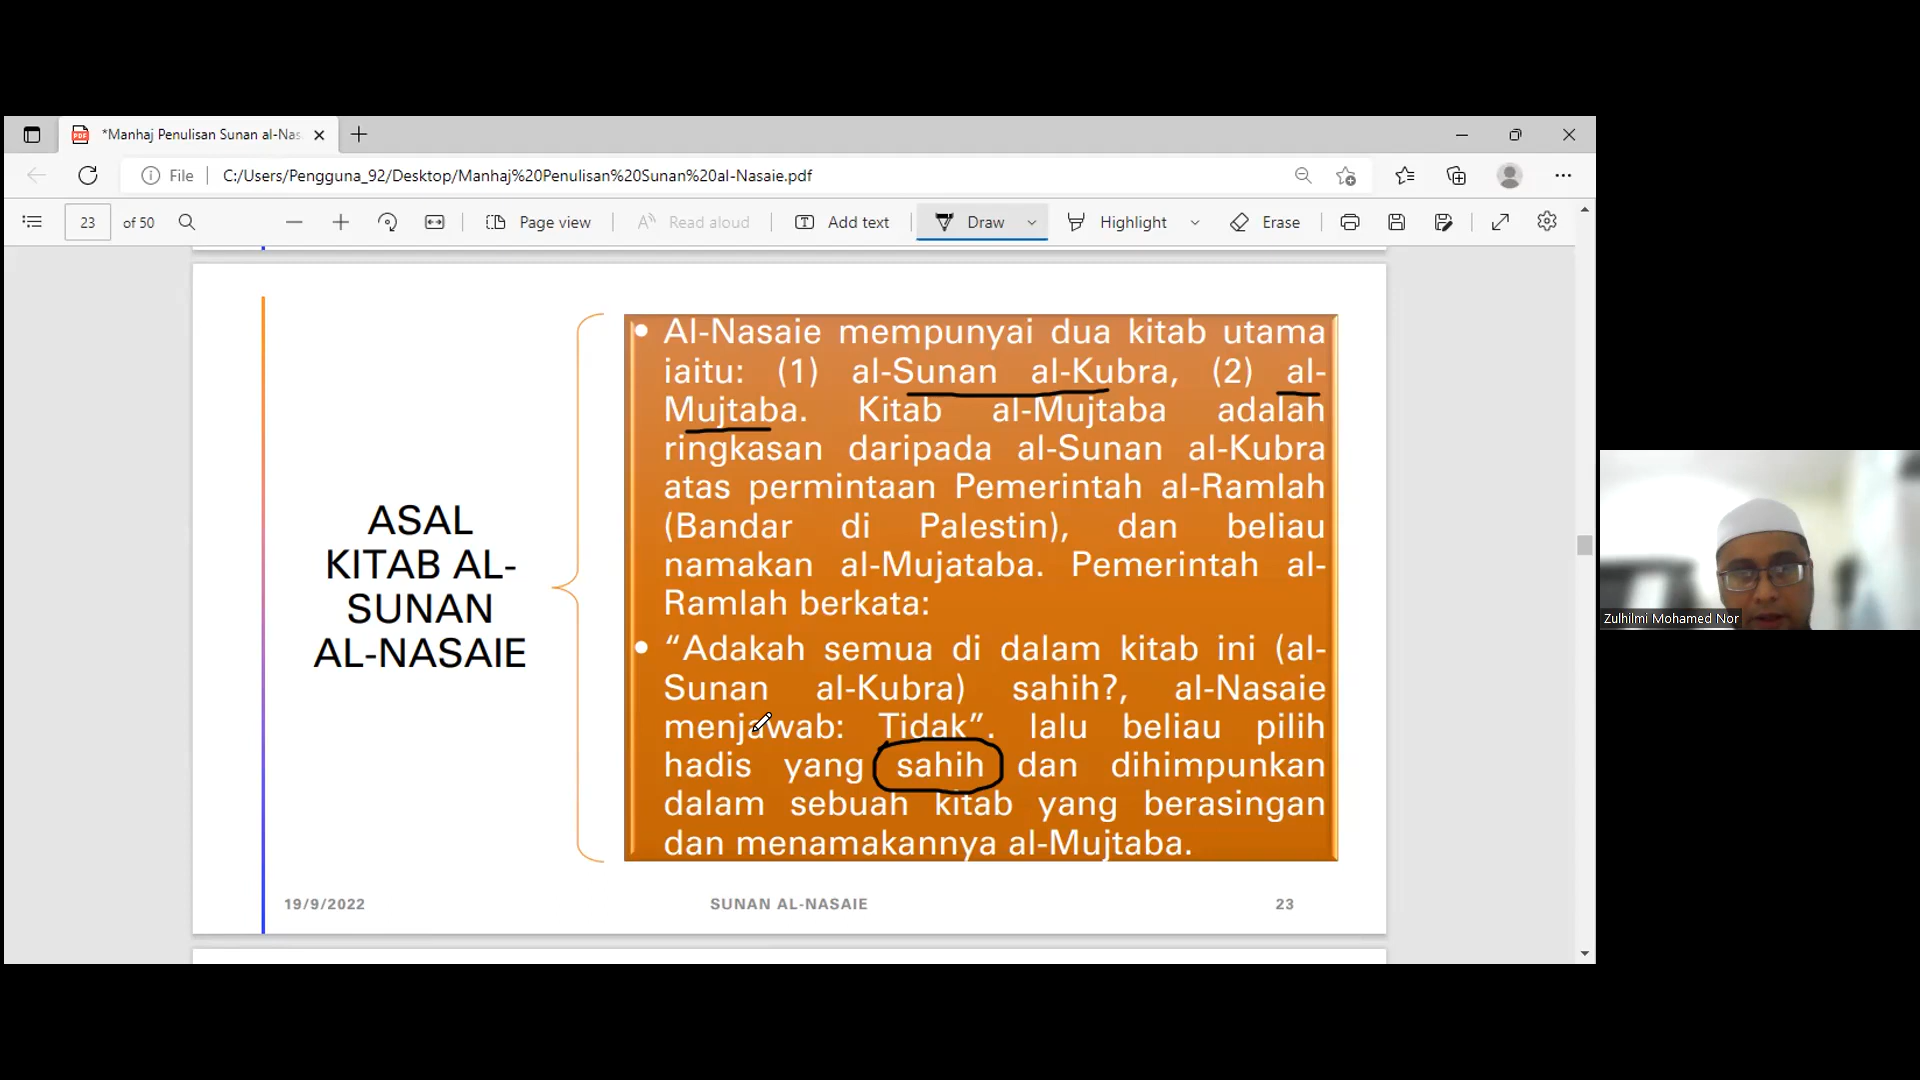 *Manhaj Penulisan Sunan al-Nas
File C:/Users/Pengguna_92/Desktop/Manhaj%20Penulisan%20Sunan%20al-Nasaie.pdf
23 of 50 Page view Read aloud Add text Draw Highlight Erase
ASAL
KITAB AL-
SUNAN
AL-NASAIE
• Al-Nasaie mempunyai dua kitab utama
iaitu: (1) al-Sunan al-Kubra, (2) al-
Mujtaba. Kitab al-Mujtaba adalah
ringkasan daripada al-Sunan al-Kubra
atas permintaan Pemerintah al-Ramlah
(Bandar di Palestin), dan beliau
namakan al-Mujataba. Pemerintah al-
Ramlah berkata:
• “Adakah semua di dalam kitab ini (al-
Sunan al-Kubra) sahih?, al-Nasaie
menjawab: Tidak”. lalu beliau pilih
hadis yang sahih dan dihimpunkan
dalam sebuah kitab yang berasingan
dan menamakannya al-Mujtaba.
19/9/2022 SUNAN AL-NASAIE 23
Zulhilmi Mohamed Nor